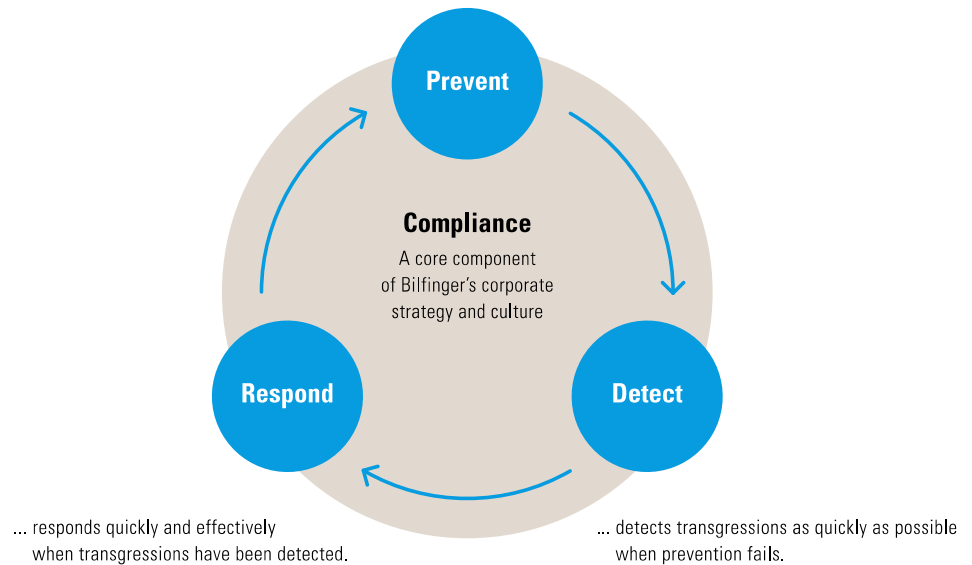 Prevent
Compliance
A core component
of Bilfinger's corporate
strategy and culture
Respond
Detect
... responds quickly and effectively
when transgressions have been detected.
... detects transgressions as quickly as possible
when prevention fails.